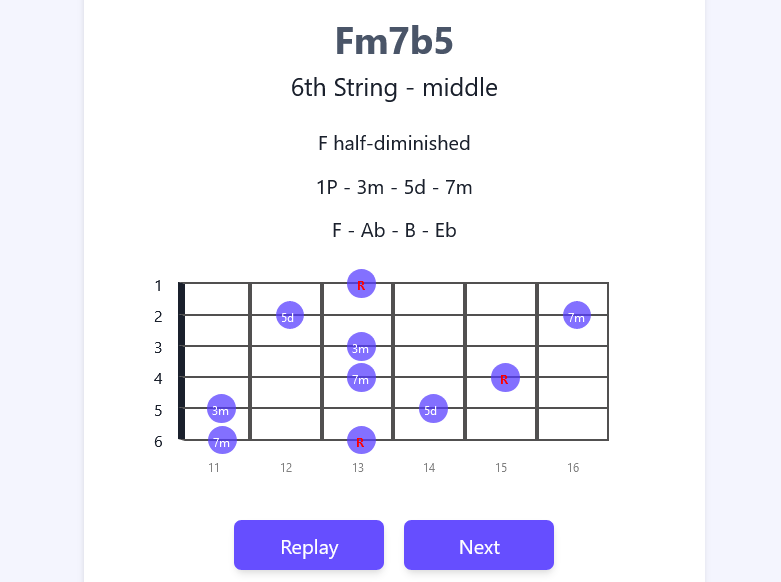 Fm7b5
6th String - middle
F half-diminished
1P - 3m - 5d - 7m
F - Ab - B - Eb
1 R
2 5d 7m
3 3m
4 7m R
5 3m 5d
6 7m R
11 12 13 14 15 16
Replay Next